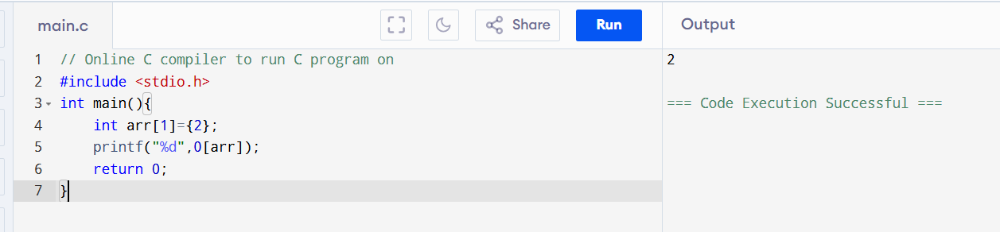 main.c
Share
Run
Output
1 // Online C compiler to run C program on
2 #include <stdio.h>
3 int main(){
4     int arr[1]={2};
5     printf("%d",0[arr]);
6     return 0;
7 }
2
=== Code Execution Successful ===